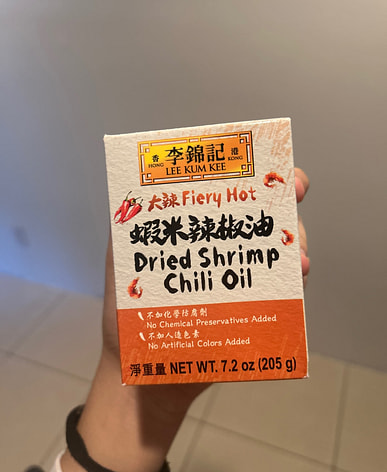 香 李錦記 港
HONG LEE KUM KEE KONG
大辣 Fiery Hot
蝦米辣椒油
Dried Shrimp
Chili Oil
不加化學防腐劑
No Chemical Preservatives Added
不加人造色素
No Artificial Colors Added
淨重量 NET WT. 7.2 oz (205 g)